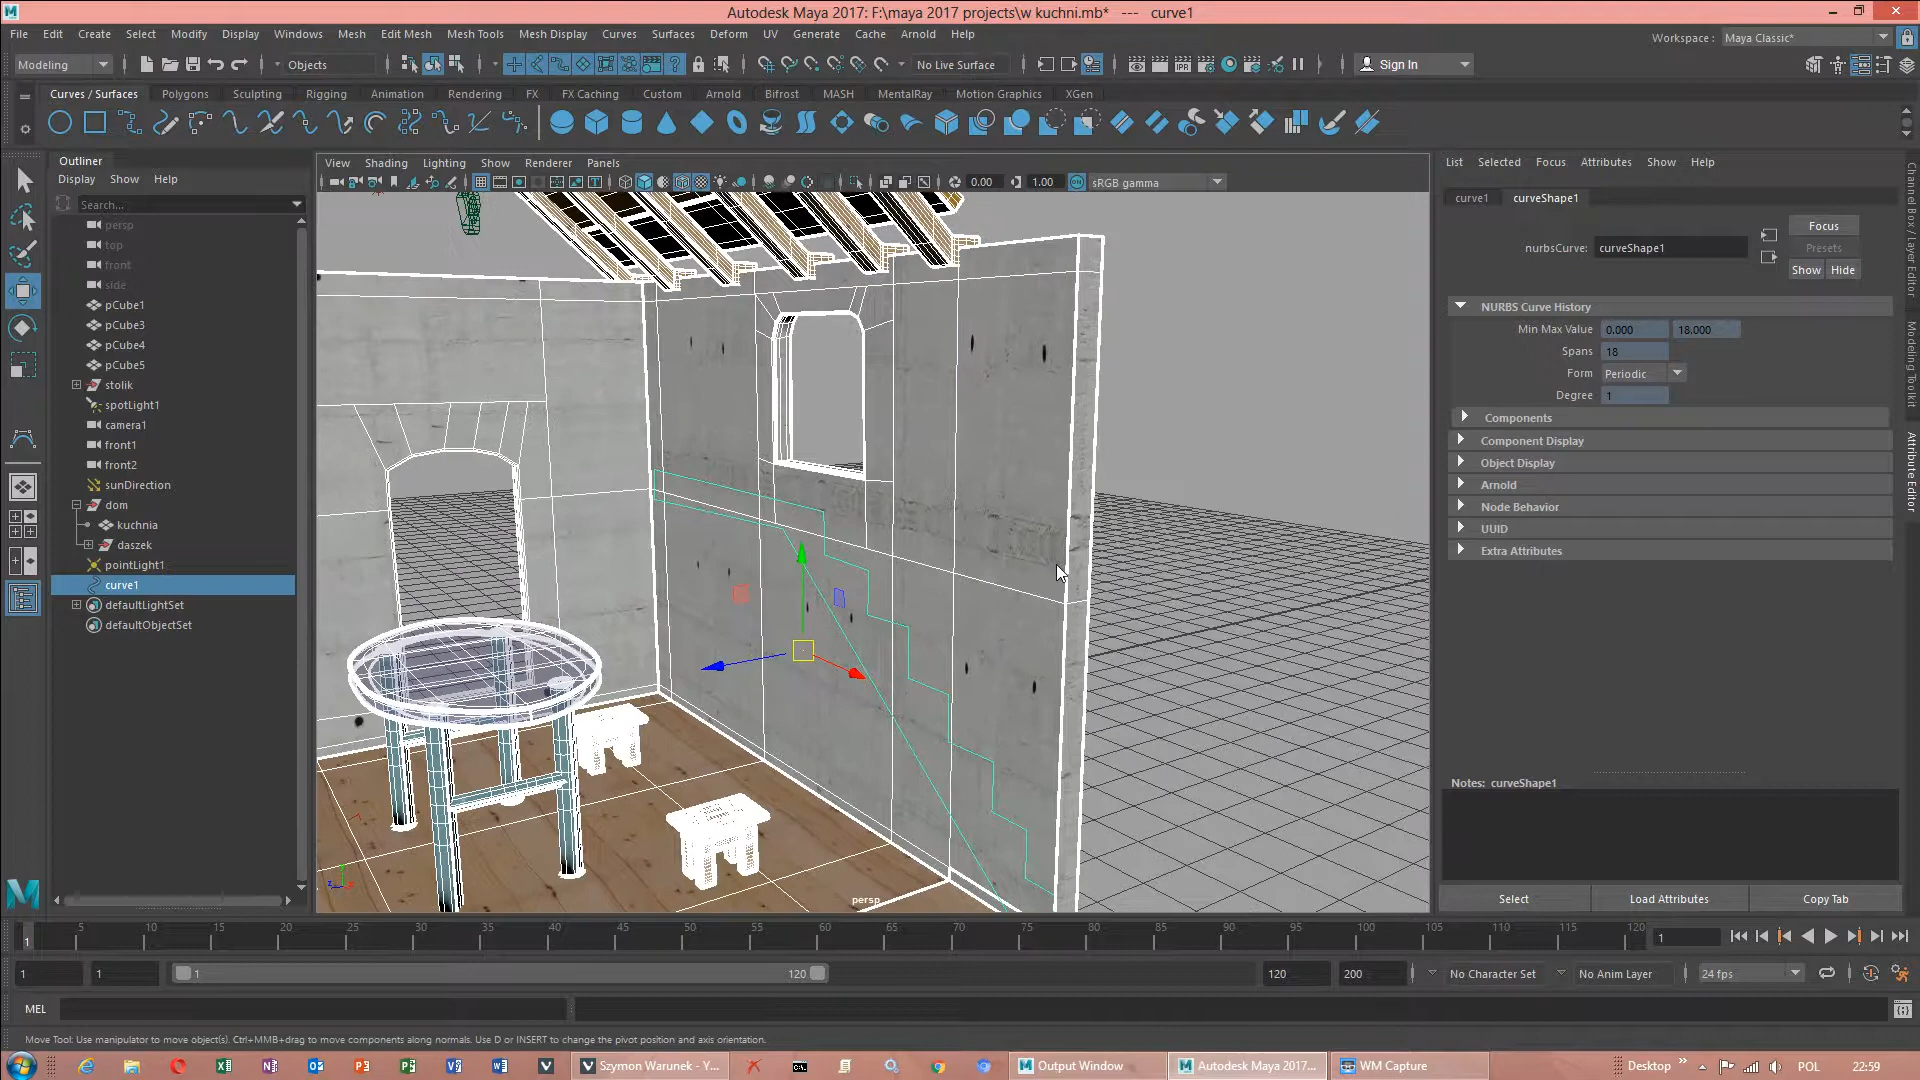 Autodesk Maya 2017: F:\maya 2017 projects\w kuchni.mb*   ---   curve1
File Edit Create Select Modify Display Windows Mesh Edit Mesh Mesh Tools Mesh Display Curves Surfaces Deform UV Generate Cache Arnold Help
Workspace : Maya Classic*
Modeling Objects No Live Surface Sign In
Curves / Surfaces Polygons Sculpting Rigging Animation Rendering FX FX Caching Custom Arnold Bifrost MASH MentalRay Motion Graphics XGen
Outliner
Display Show Help
Search...
persp
top
front
side
pCube1
pCube3
pCube4
pCube5
stolik
spotLight1
camera1
front1
front2
sunDirection
dom
kuchnia
daszek
pointLight1
curve1
defaultLightSet
defaultObjectSet
View Shading Lighting Show Renderer Panels
0.00 1.00 sRGB gamma
persp
List Selected Focus Attributes Show Help
curve1 curveShape1
Focus
nurbsCurve: curveShape1
Presets
Show Hide
NURBS Curve History
Min Max Value 0.000 18.000
Spans 18
Form Periodic
Degree 1
Components
Component Display
Object Display
Arnold
Node Behavior
UUID
Extra Attributes
Notes: curveShape1
Select Load Attributes Copy Tab
Channel Box / Layer Editor
Modeling Toolkit
Attribute Editor
1 5 10 15 20 25 30 35 40 45 50 55 60 65 70 75 80 85 90 95 100 105 110 115 120
1
1 1 1 120 120 200 No Character Set No Anim Layer 24 fps
MEL
Move Tool: Use manipulator to move object(s). Ctrl+MMB+drag to move components along normals. Use D or INSERT to change the pivot position and axis orientation.
Szymon Warunek - Y... Output Window Autodesk Maya 2017... WM Capture Desktop POL 22:59